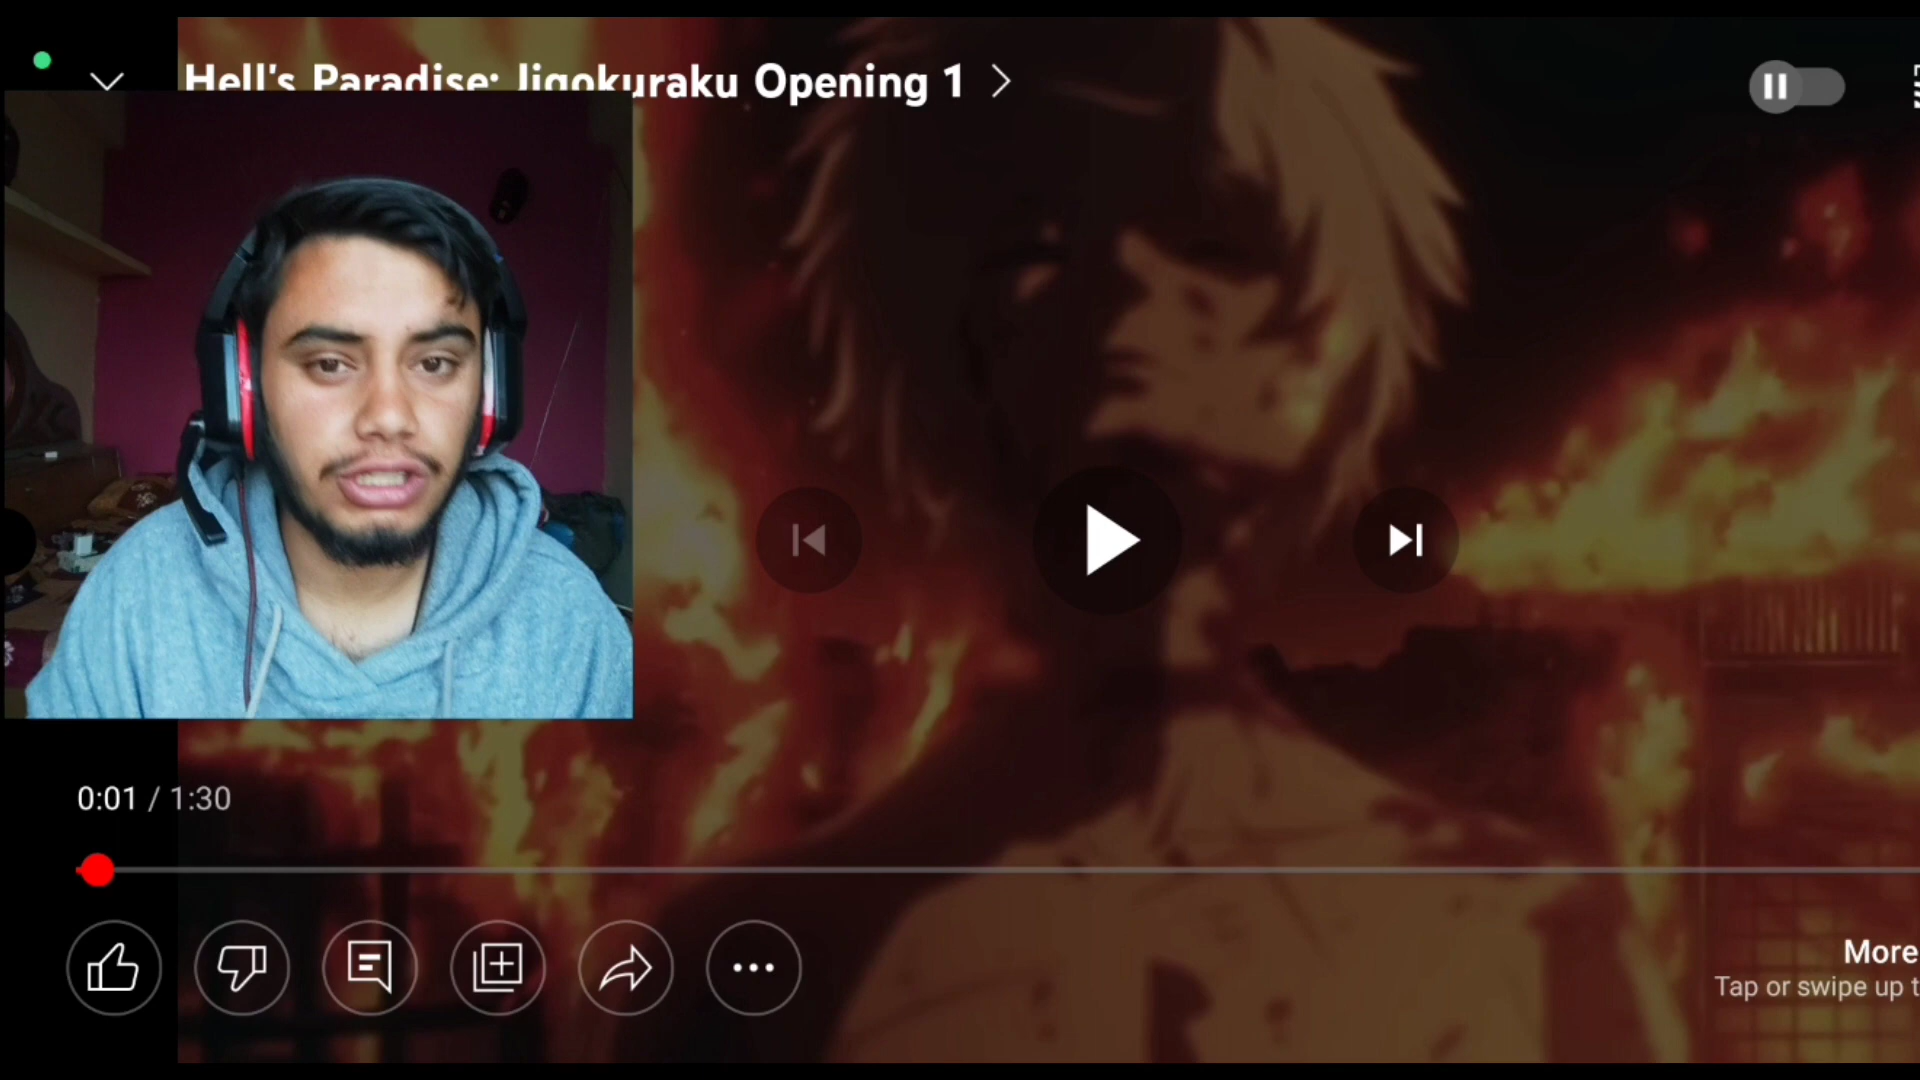 Hell's Paradise: Jigokuraku Opening 1
0:01 / 1:30
More
Tap or swipe up t